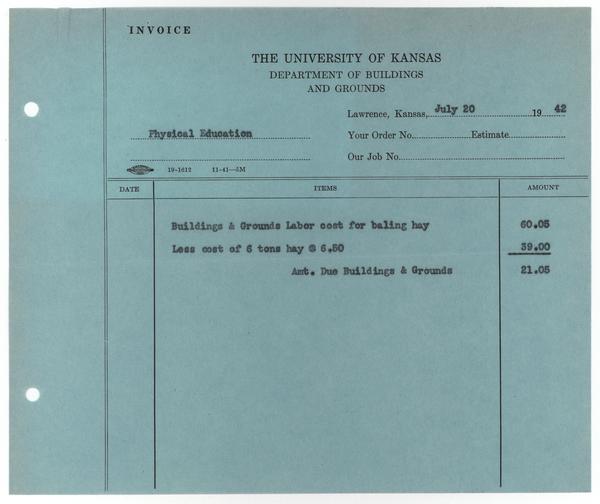 INVOICE
THE UNIVERSITY OF KANSAS
DEPARTMENT OF BUILDINGS
AND GROUNDS
Lawrence, Kansas, July 20 19 42
Physical Education
Your Order No. Estimate
Our Job No.
19-1612 11-41—5M
DATE ITEMS AMOUNT
Buildings & Grounds Labor cost for baling hay 60.05
Less cost of 6 tons hay @ 6.50 39.00
Amt. Due Buildings & Grounds 21.05